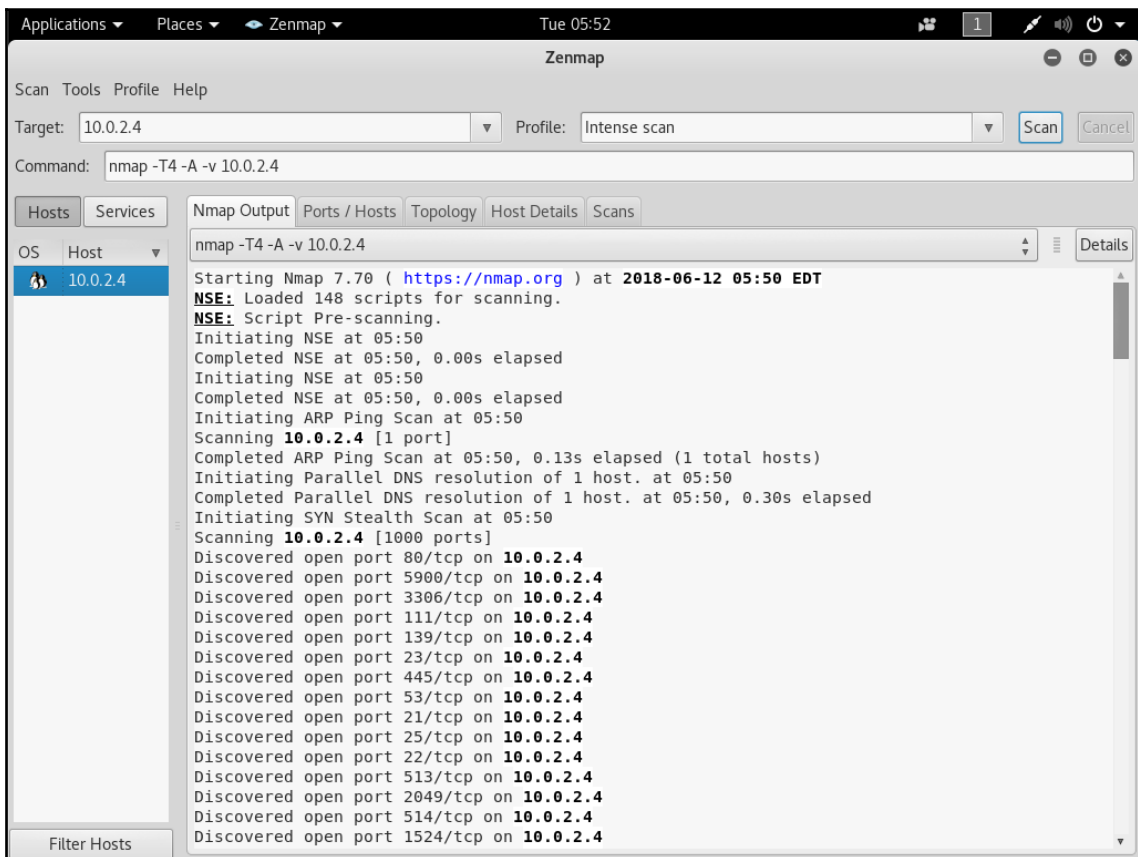 Applications Places Zenmap Tue 05:52 1
Zenmap
Scan Tools Profile Help
Target: 10.0.2.4 Profile: Intense scan Scan Cancel
Command: nmap -T4 -A -v 10.0.2.4
Hosts Services Nmap Output Ports / Hosts Topology Host Details Scans
OS Host nmap -T4 -A -v 10.0.2.4 Details
10.0.2.4
Starting Nmap 7.70 ( https://nmap.org ) at 2018-06-12 05:50 EDT
NSE: Loaded 148 scripts for scanning.
NSE: Script Pre-scanning.
Initiating NSE at 05:50
Completed NSE at 05:50, 0.00s elapsed
Initiating NSE at 05:50
Completed NSE at 05:50, 0.00s elapsed
Initiating ARP Ping Scan at 05:50
Scanning 10.0.2.4 [1 port]
Completed ARP Ping Scan at 05:50, 0.13s elapsed (1 total hosts)
Initiating Parallel DNS resolution of 1 host. at 05:50
Completed Parallel DNS resolution of 1 host. at 05:50, 0.30s elapsed
Initiating SYN Stealth Scan at 05:50
Scanning 10.0.2.4 [1000 ports]
Discovered open port 80/tcp on 10.0.2.4
Discovered open port 5900/tcp on 10.0.2.4
Discovered open port 3306/tcp on 10.0.2.4
Discovered open port 111/tcp on 10.0.2.4
Discovered open port 139/tcp on 10.0.2.4
Discovered open port 23/tcp on 10.0.2.4
Discovered open port 445/tcp on 10.0.2.4
Discovered open port 53/tcp on 10.0.2.4
Discovered open port 21/tcp on 10.0.2.4
Discovered open port 25/tcp on 10.0.2.4
Discovered open port 22/tcp on 10.0.2.4
Discovered open port 513/tcp on 10.0.2.4
Discovered open port 2049/tcp on 10.0.2.4
Discovered open port 514/tcp on 10.0.2.4
Discovered open port 1524/tcp on 10.0.2.4
Filter Hosts